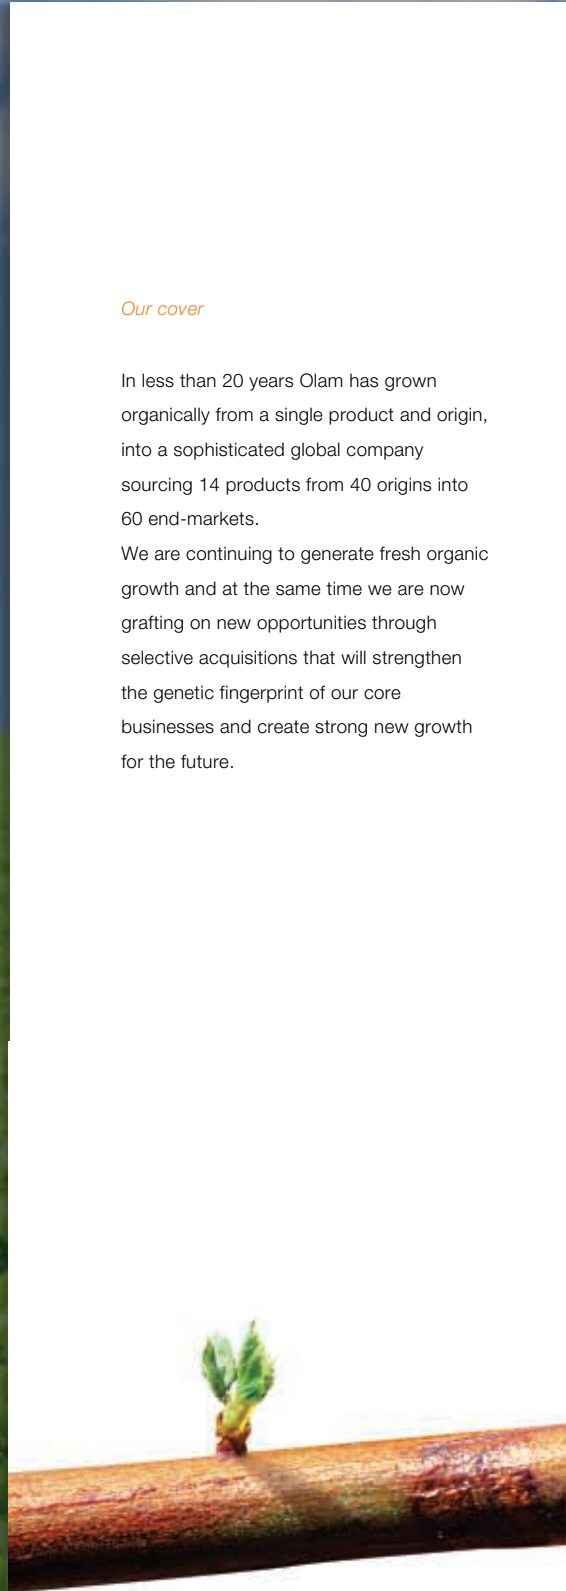 Our cover
In less than 20 years Olam has grown
organically from a single product and origin,
into a sophisticated global company
sourcing 14 products from 40 origins into
60 end-markets.
We are continuing to generate fresh organic
growth and at the same time we are now
grafting on new opportunities through
selective acquisitions that will strengthen
the genetic fingerprint of our core
businesses and create strong new growth
for the future.